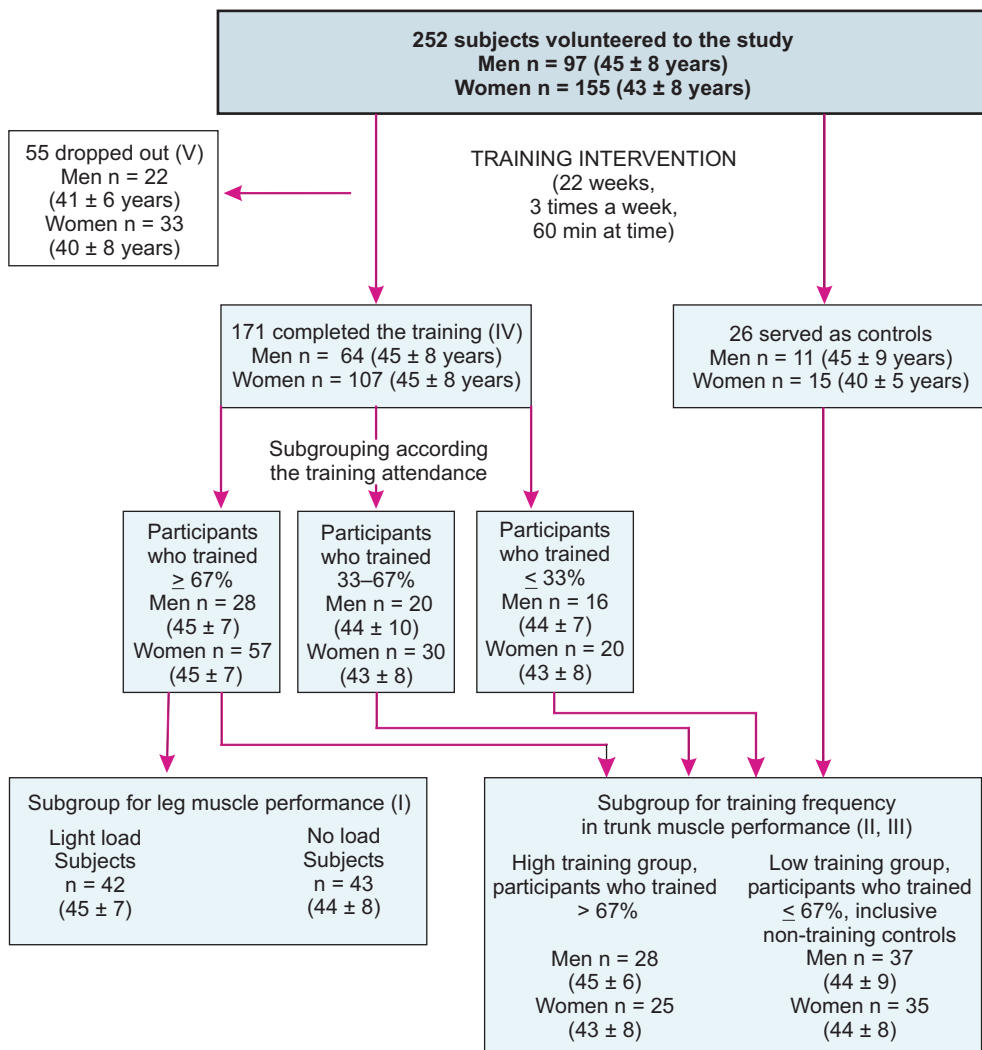 252 subjects volunteered to the study
Men n = 97 (45 ± 8 years)
Women n = 155 (43 ± 8 years)
55 dropped out (V)
Men n = 22
(41 ± 6 years)
Women n = 33
(40 ± 8 years)
TRAINING INTERVENTION
(22 weeks,
3 times a week,
60 min at time)
171 completed the training (IV)
Men n = 64 (45 ± 8 years)
Women n = 107 (45 ± 8 years)
26 served as controls
Men n = 11 (45 ± 9 years)
Women n = 15 (40 ± 5 years)
Subgrouping according
the training attendance
Participants
who trained
≥ 67%
Men n = 28
(45 ± 7)
Women n = 57
(45 ± 7)
Participants
who trained
33–67%
Men n = 20
(44 ± 10)
Women n = 30
(43 ± 8)
Participants
who trained
≤ 33%
Men n = 16
(44 ± 7)
Women n = 20
(43 ± 8)
Subgroup for leg muscle performance (I)
Light load
Subjects
n = 42
(45 ± 7)
No load
Subjects
n = 43
(44 ± 8)
Subgroup for training frequency
in trunk muscle performance (II, III)
High training group,
participants who trained
> 67%
Men n = 28
(45 ± 6)
Women n = 25
(43 ± 8)
Low training group,
participants who trained
≤ 67%, inclusive
non-training controls
Men n = 37
(44 ± 9)
Women n = 35
(44 ± 8)